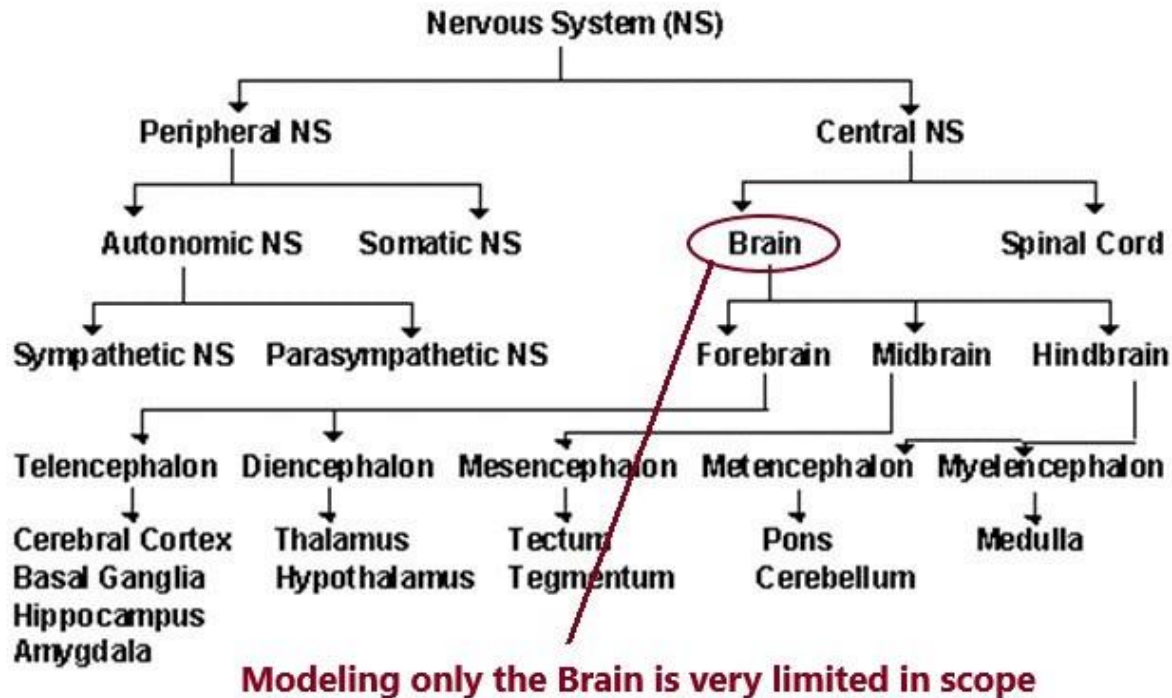 Nervous System (NS)
Peripheral NS
Central NS
Autonomic NS
Somatic NS
Brain
Spinal Cord
Sympathetic NS
Parasympathetic NS
Forebrain
Midbrain
Hindbrain
Telencephalon
Diencephalon
Mesencephalon
Metencephalon
Myelencephalon
Cerebral Cortex
Basal Ganglia
Hippocampus
Amygdala
Thalamus
Hypothalamus
Tectum
Tegmentum
Pons
Cerebellum
Medulla
Modeling only the Brain is very limited in scope